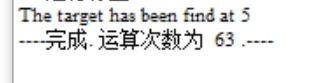 The target has been find at 5
----完成. 运算次数为 63 .----